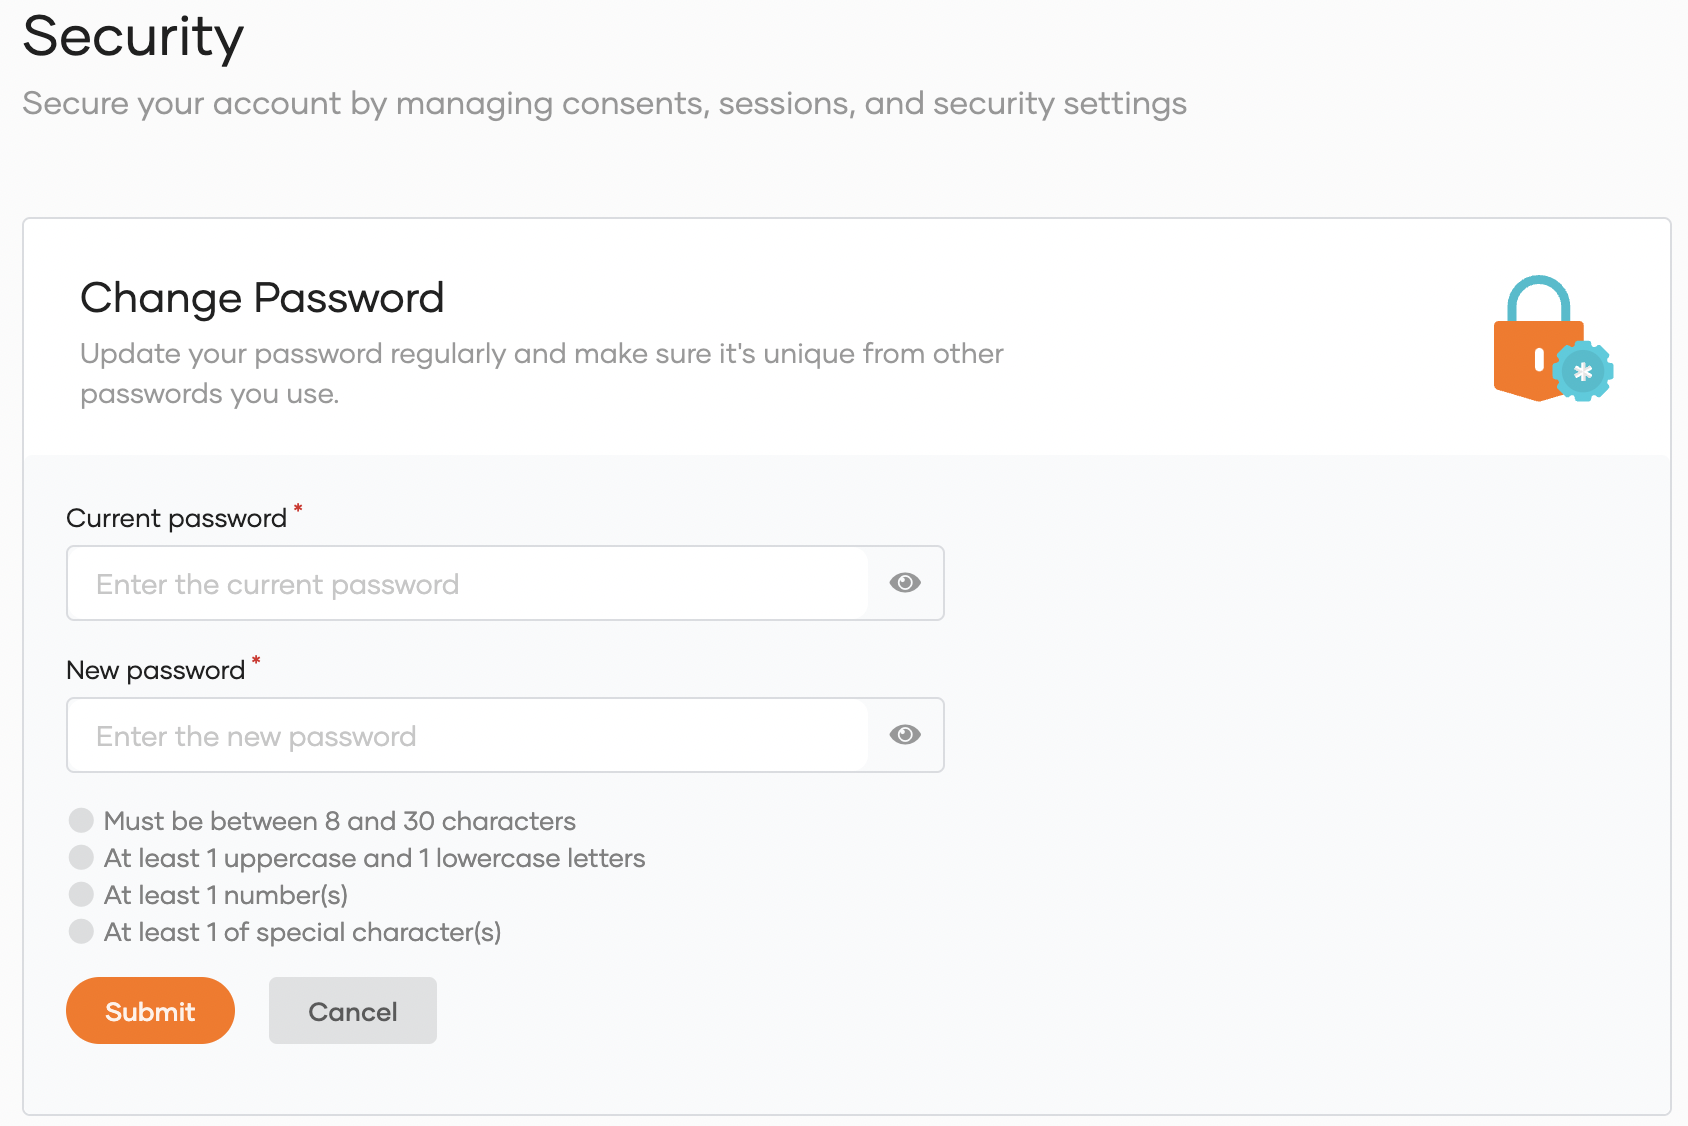 Security
Secure your account by managing consents, sessions, and security settings
Change Password
Update your password regularly and make sure it's unique from other
passwords you use.
Current password *
Enter the current password
New password *
Enter the new password
Must be between 8 and 30 characters
At least 1 uppercase and 1 lowercase letters
At least 1 number(s)
At least 1 of special character(s)
Submit Cancel